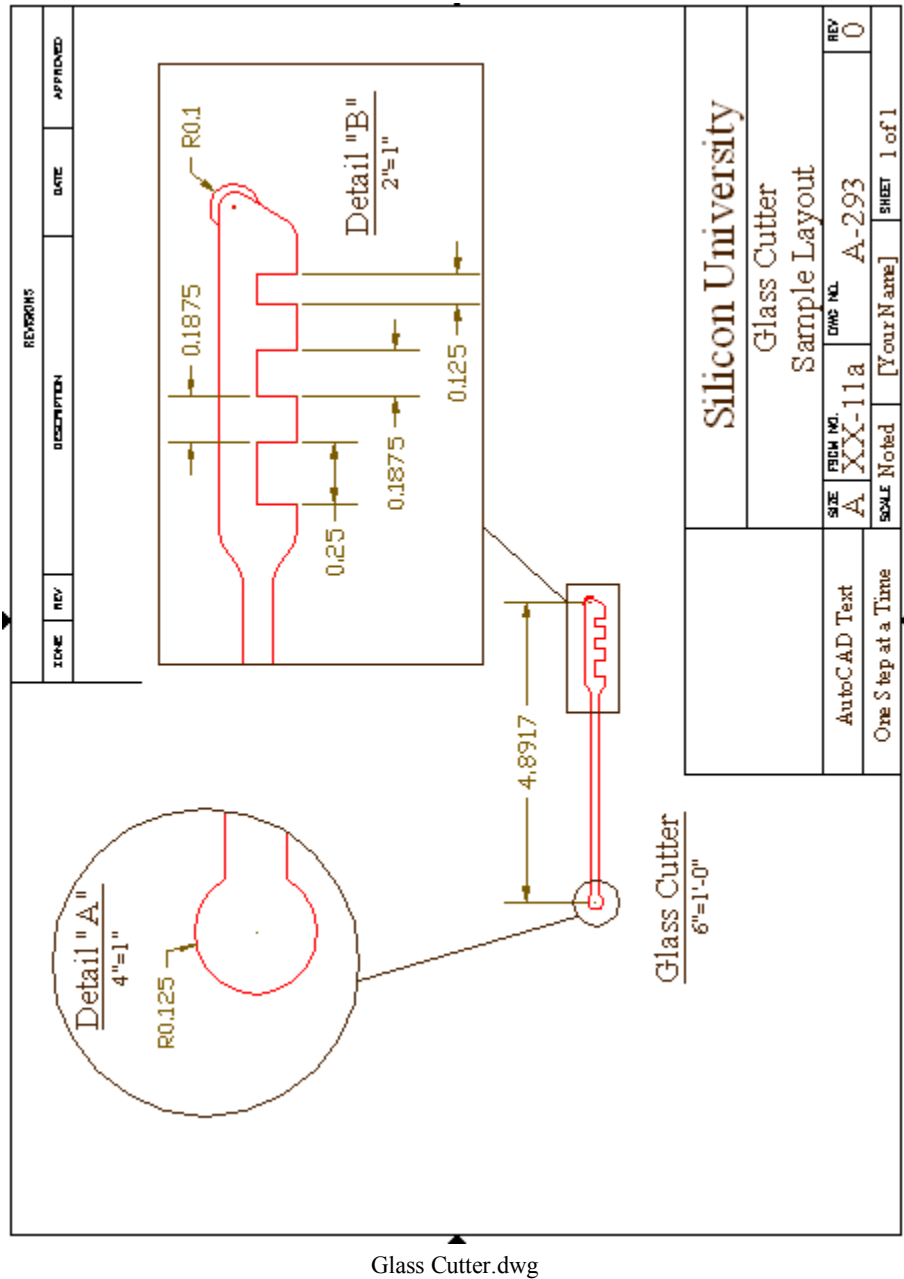 REVISIONS
ZONE REV DESCRIPTION DATE APPROVED
Detail "A"
4"=1"
R0.125
R0.1
0.1875
Detail "B"
2"=1"
0.25
0.1875
0.125
4.8917
Glass Cutter
6"=1'-0"
Silicon University
Glass Cutter
Sample Layout
AutoCAD Text
One Step at a Time
SIZE A
FSCM NO. XX-11a
DWG NO. A-293
REV 0
SCALE Noted
[Your Name]
SHEET 1 of 1
Glass Cutter.dwg